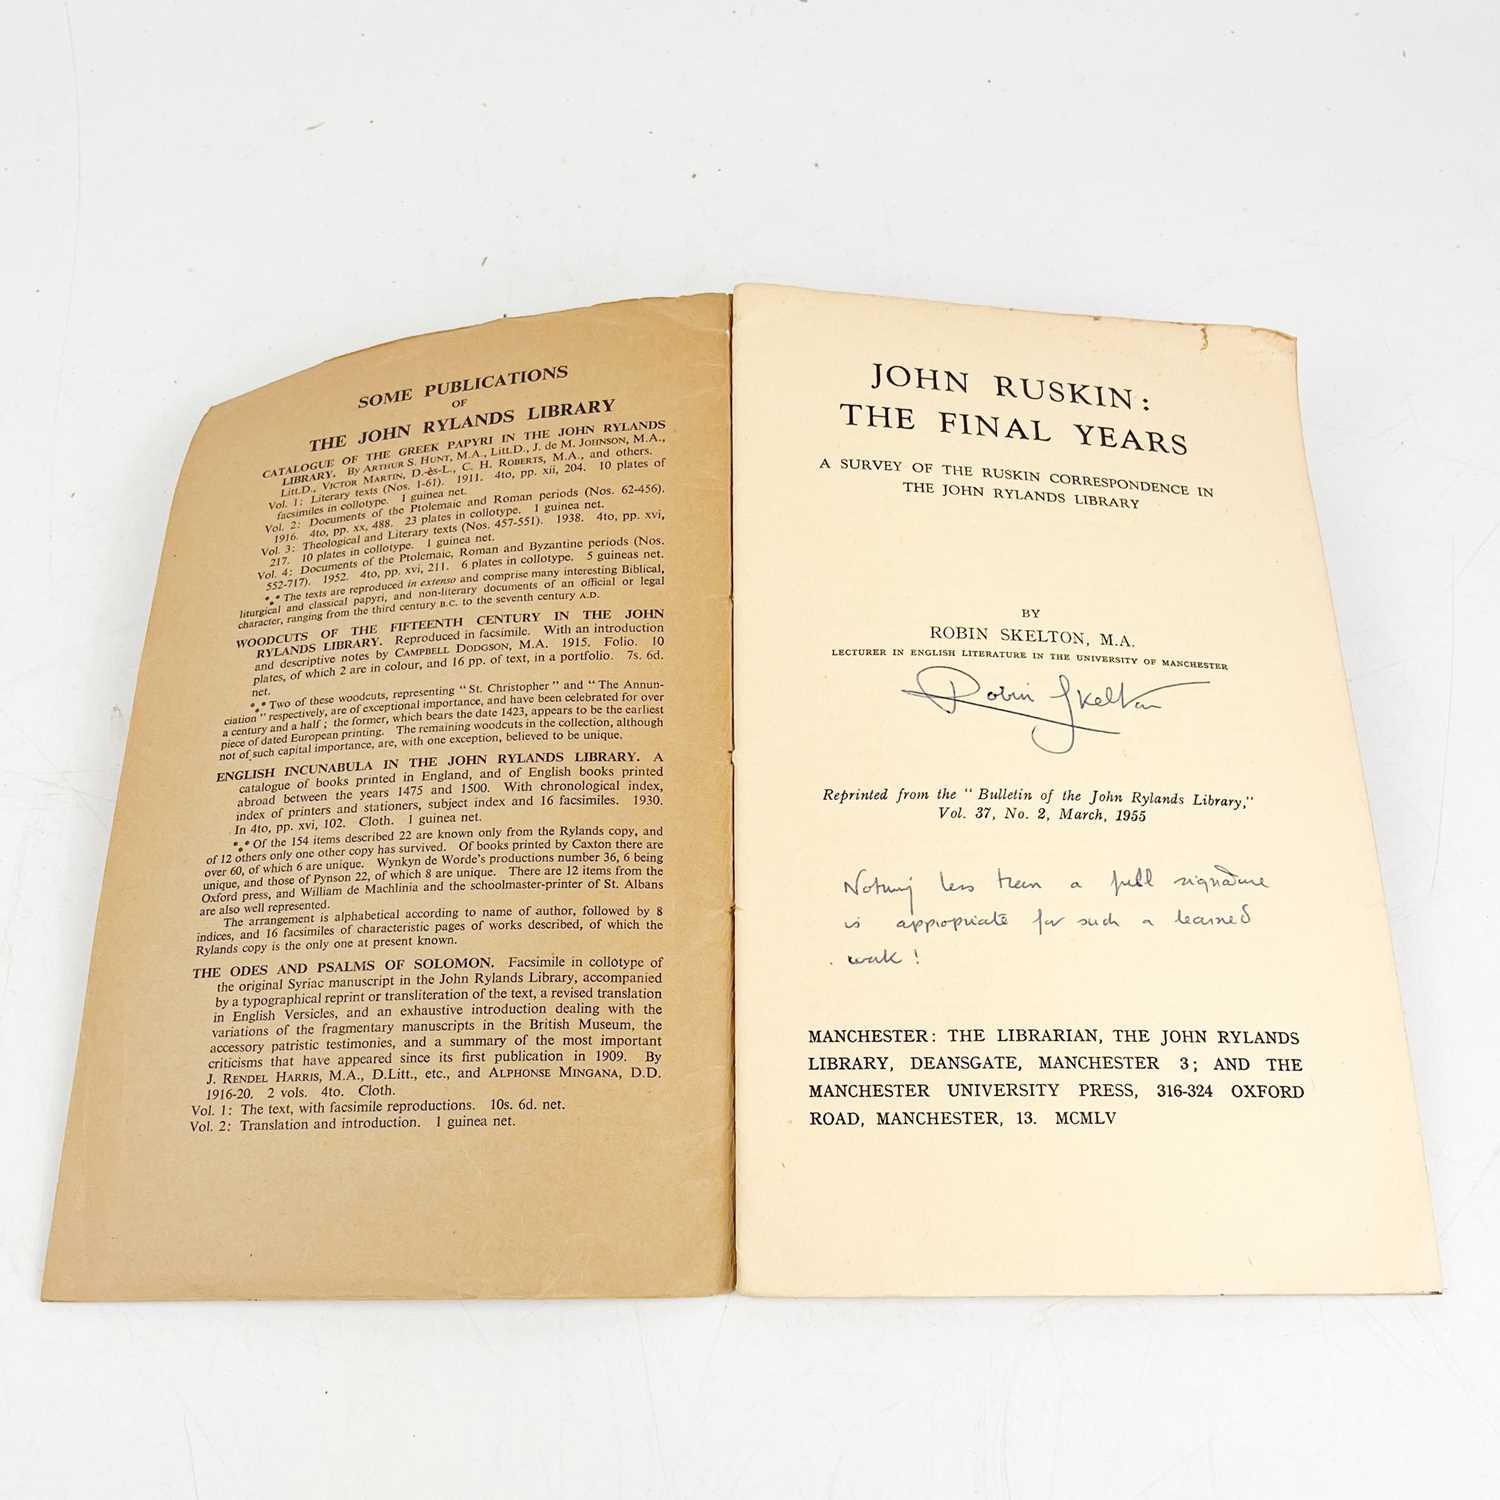 SOME PUBLICATIONS
OF
THE JOHN RYLANDS LIBRARY
CATALOGUE OF THE GREEK PAPYRI IN THE JOHN RYLANDS
LIBRARY. By ARTHUR S. HUNT, M.A., Litt.D., J. de M. JOHNSON, M.A.,
Litt.D., VICTOR MARTIN, D.-ès-L., C. H. ROBERTS, M.A., and others.
Vol. 1: Literary texts (Nos. 1-61). 1911. 4to, pp. xii, 204. 10 plates of
facsimiles in collotype. 1 guinea net.
Vol. 2: Documents of the Ptolemaic and Roman periods (Nos. 62-456).
1916. 4to, pp. xx, 488. 23 plates in collotype. 1 guinea net.
Vol. 3: Theological and Literary texts (Nos. 457-551). 1938. 4to, pp. xvi,
217. 10 plates in collotype. 1 guinea net.
Vol. 4: Documents of the Ptolemaic, Roman and Byzantine periods (Nos.
552-717). 1952. 4to, pp. xvi, 211. 6 plates in collotype. 5 guineas net.
*** The texts are reproduced in extenso and comprise many interesting Biblical,
liturgical and classical papyri, and non-literary documents of an official or legal
character, ranging from the third century B.C. to the seventh century A.D.
WOODCUTS OF THE FIFTEENTH CENTURY IN THE JOHN
RYLANDS LIBRARY. Reproduced in facsimile. With an introduction
and descriptive notes by CAMPBELL DODGSON, M.A. 1915. Folio. 10
plates, of which 2 are in colour, and 16 pp. of text, in a portfolio. 7s. 6d.
net.
*** Two of these woodcuts, representing "St. Christopher" and "The Annun-
ciation" respectively, are of exceptional importance, and have been celebrated for over
a century and a half; the former, which bears the date 1423, appears to be the earliest
piece of dated European printing. The remaining woodcuts in the collection, although
not of such capital importance, are, with one exception, believed to be unique.
ENGLISH INCUNABULA IN THE JOHN RYLANDS LIBRARY. A
catalogue of books printed in England, and of English books printed
abroad between the years 1475 and 1500. With chronological index,
index of printers and stationers, subject index and 16 facsimiles. 1930.
In 4to, pp. xvi, 102. Cloth. 1 guinea net.
*** Of the 154 items described 22 are known only from the Rylands copy, and
of 12 others only one other copy has survived. Of books printed by Caxton there are
over 60, of which 6 are unique. Wynkyn de Worde's productions number 36, 6 being
unique, and those of Pynson 22, of which 8 are unique. There are 12 items from the
Oxford press, and William de Machlinia and the schoolmaster-printer of St. Albans
are also well represented.
The arrangement is alphabetical according to name of author, followed by 8
indices, and 16 facsimiles of characteristic pages of works described, of which the
Rylands copy is the only one at present known.
THE ODES AND PSALMS OF SOLOMON. Facsimile in collotype of
the original Syriac manuscript in the John Rylands Library, accompanied
by a typographical reprint or transliteration of the text, a revised translation
in English Versicles, and an exhaustive introduction dealing with the
variations of the fragmentary manuscripts in the British Museum, the
accessory patristic testimonies, and a summary of the most important
criticisms that have appeared since its first publication in 1909. By
J. RENDEL HARRIS, M.A., D.Litt., etc., and ALPHONSE MINGANA, D.D.
1916-20. 2 vols. 4to. Cloth.
Vol. 1: The text, with facsimile reproductions. 10s. 6d. net.
Vol. 2: Translation and introduction. 1 guinea net.
JOHN RUSKIN:
THE FINAL YEARS
A SURVEY OF THE RUSKIN CORRESPONDENCE IN
THE JOHN RYLANDS LIBRARY
BY
ROBIN SKELTON, M.A.
LECTURER IN ENGLISH LITERATURE IN THE UNIVERSITY OF MANCHESTER
Robin Skelton
Reprinted from the "Bulletin of the John Rylands Library,"
Vol. 37, No. 2, March, 1955
Nothing less than a full signature
is appropriate for such a learned
work!
MANCHESTER: THE LIBRARIAN, THE JOHN RYLANDS
LIBRARY, DEANSGATE, MANCHESTER 3; AND THE
MANCHESTER UNIVERSITY PRESS, 316-324 OXFORD
ROAD, MANCHESTER, 13. MCMLV